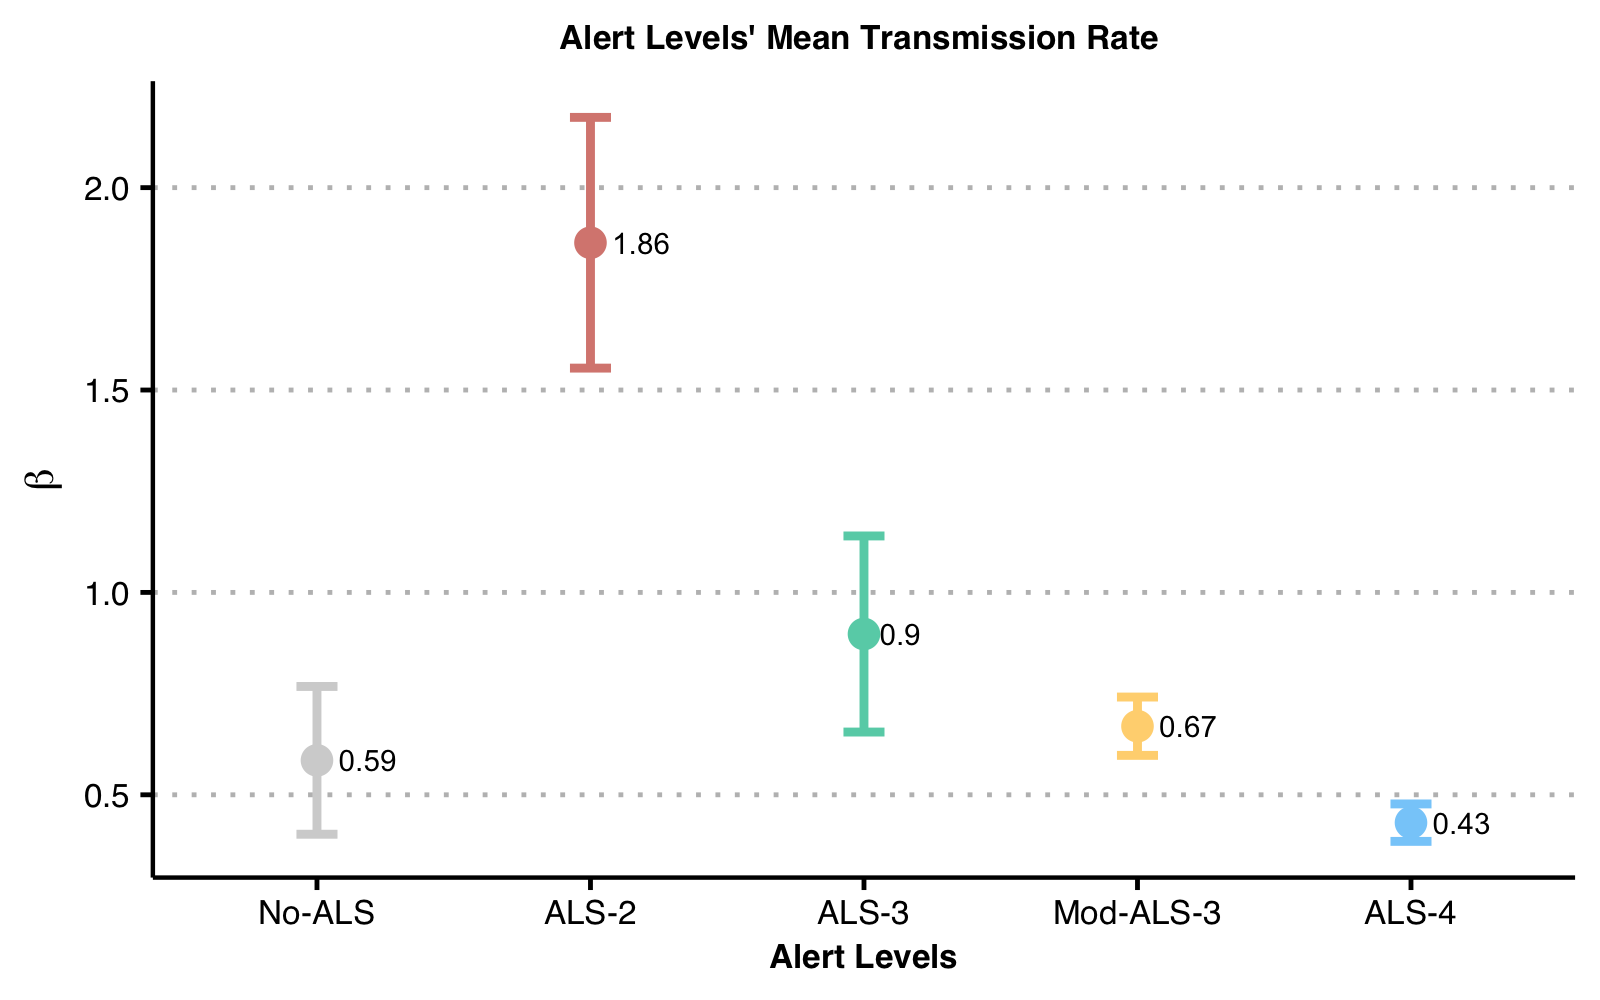 Alert Levels' Mean Transmission Rate
2.0
1.5
1.0
0.5
β
1.86
0.9
0.67
0.59
0.43
No-ALS
ALS-2
ALS-3
Mod-ALS-3
ALS-4
Alert Levels